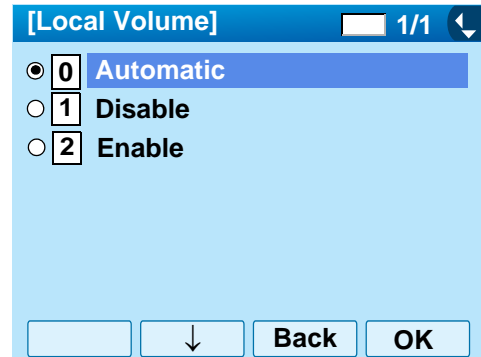 [Local Volume] 1/1
0 Automatic
1 Disable
2 Enable
↓ Back OK